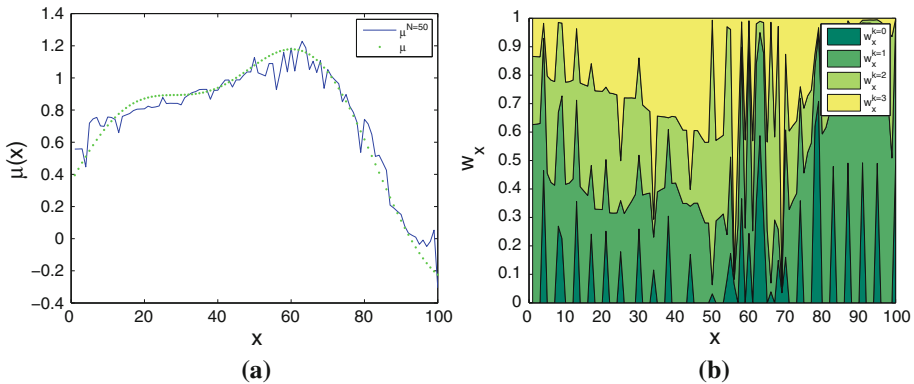 1.4
1.2
1
0.8
0.6
0.4
0.2
0
−0.2
−0.4
μ(x)
0 20 40 60 80 100
x
μ^{N=50}
μ
(a)
1
0.9
0.8
0.7
0.6
0.5
0.4
0.3
0.2
0.1
0
w_x
0 10 20 30 40 50 60 70 80 90 100
x
w_x^{k=0}
w_x^{k=1}
w_x^{k=2}
w_x^{k=3}
(b)